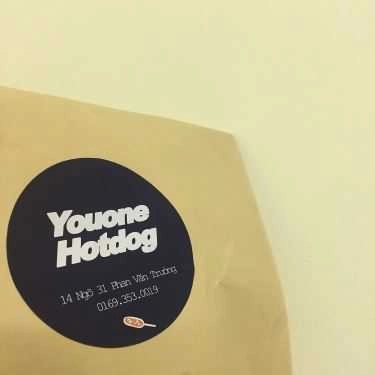 Youone
Hotdog
14 Ngõ 31 Phan Văn Trường
0169.353.0019